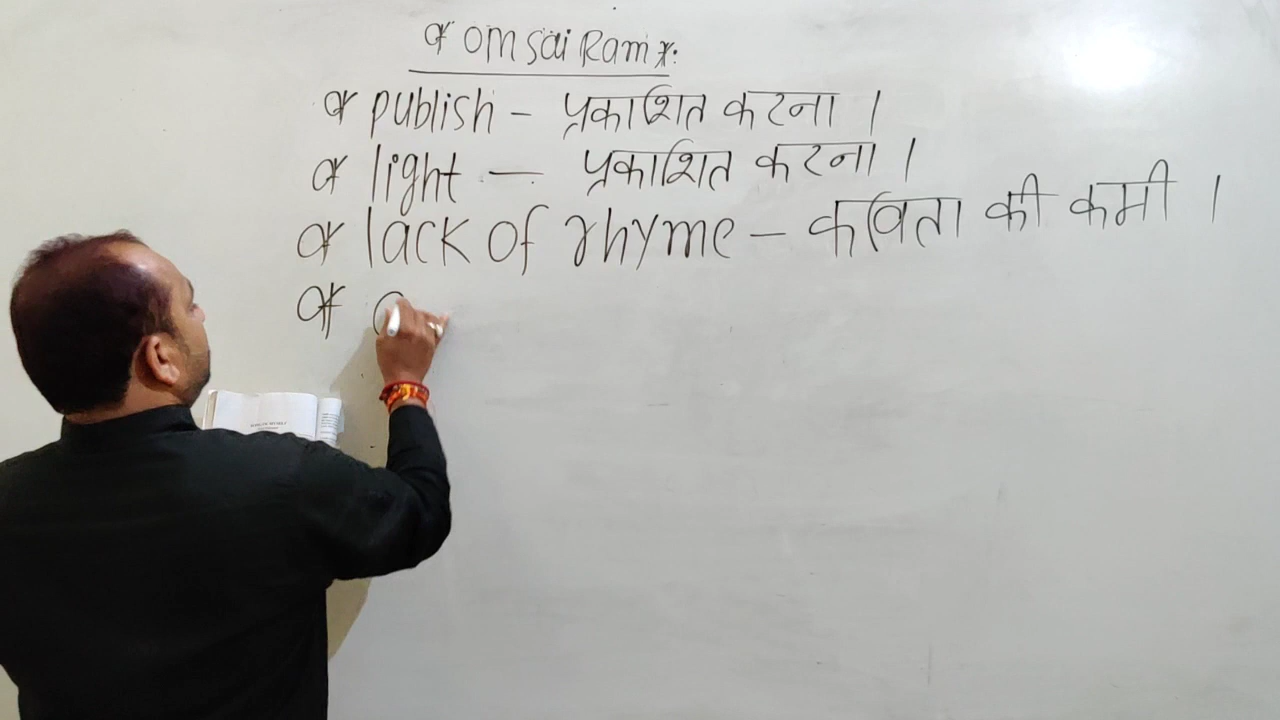 * om Sai Ram *:
* publish - प्रकाशित करना ।
* light - प्रकाशित करना ।
* lack of rhyme - कविता की कमी ।
*